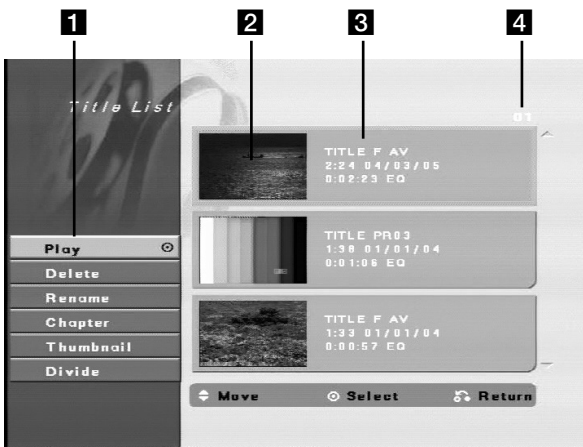 1 2 3 4
Title List
01
TITLE F AV
2:24 04/03/05
0:02:23 EQ
Play
Delete
Rename
Chapter
Thumbnail
Divide
TITLE PR03
1:38 01/01/04
0:01:06 EQ
TITLE F AV
1:33 01/01/04
0:00:57 EQ
Move Select Return